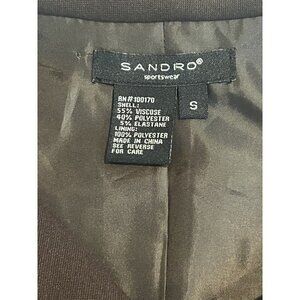 SANDRO®
sportswear
S
RN#100170
SHELL:
55% VISCOSE
40% POLYESTER
5% ELASTANE
LINING:
100% POLYESTER
MADE IN CHINA
SEE REVERSE
FOR CARE